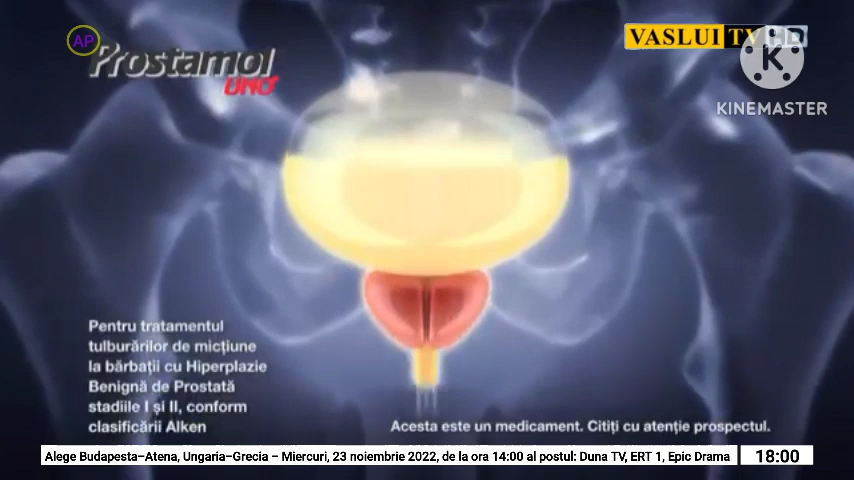 AP
Prostamol
UNO
VASLUI TV HD
K
KINEMASTER
Pentru tratamentul
tulburărilor de micțiune
la bărbații cu Hiperplazie
Benignă de Prostată
stadiile I și II, conform
clasificării Alken
Acesta este un medicament. Citiți cu atenție prospectul.
Alege Budapesta–Atena, Ungaria–Grecia – Miercuri, 23 noiembrie 2022, de la ora 14:00 al postul: Duna TV, ERT 1, Epic Drama
18:00